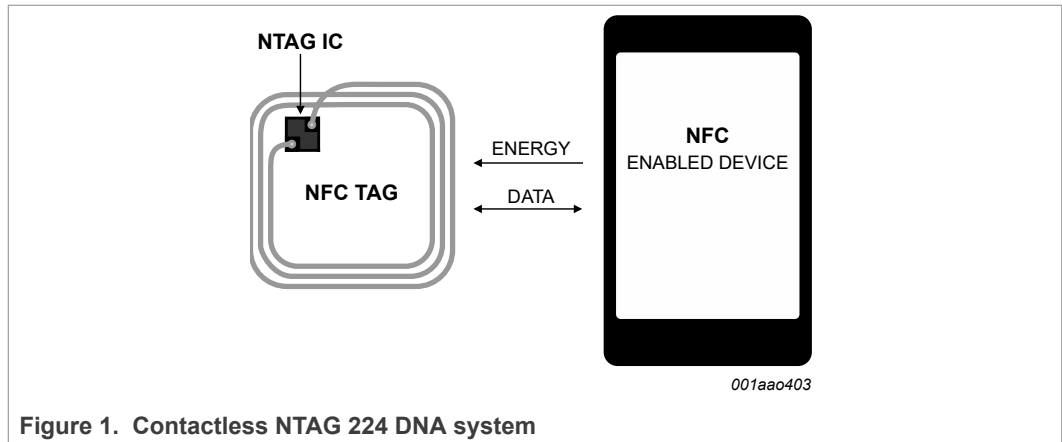 NTAG IC
NFC TAG
ENERGY
DATA
NFC
ENABLED DEVICE
001aao403
Figure 1. Contactless NTAG 224 DNA system